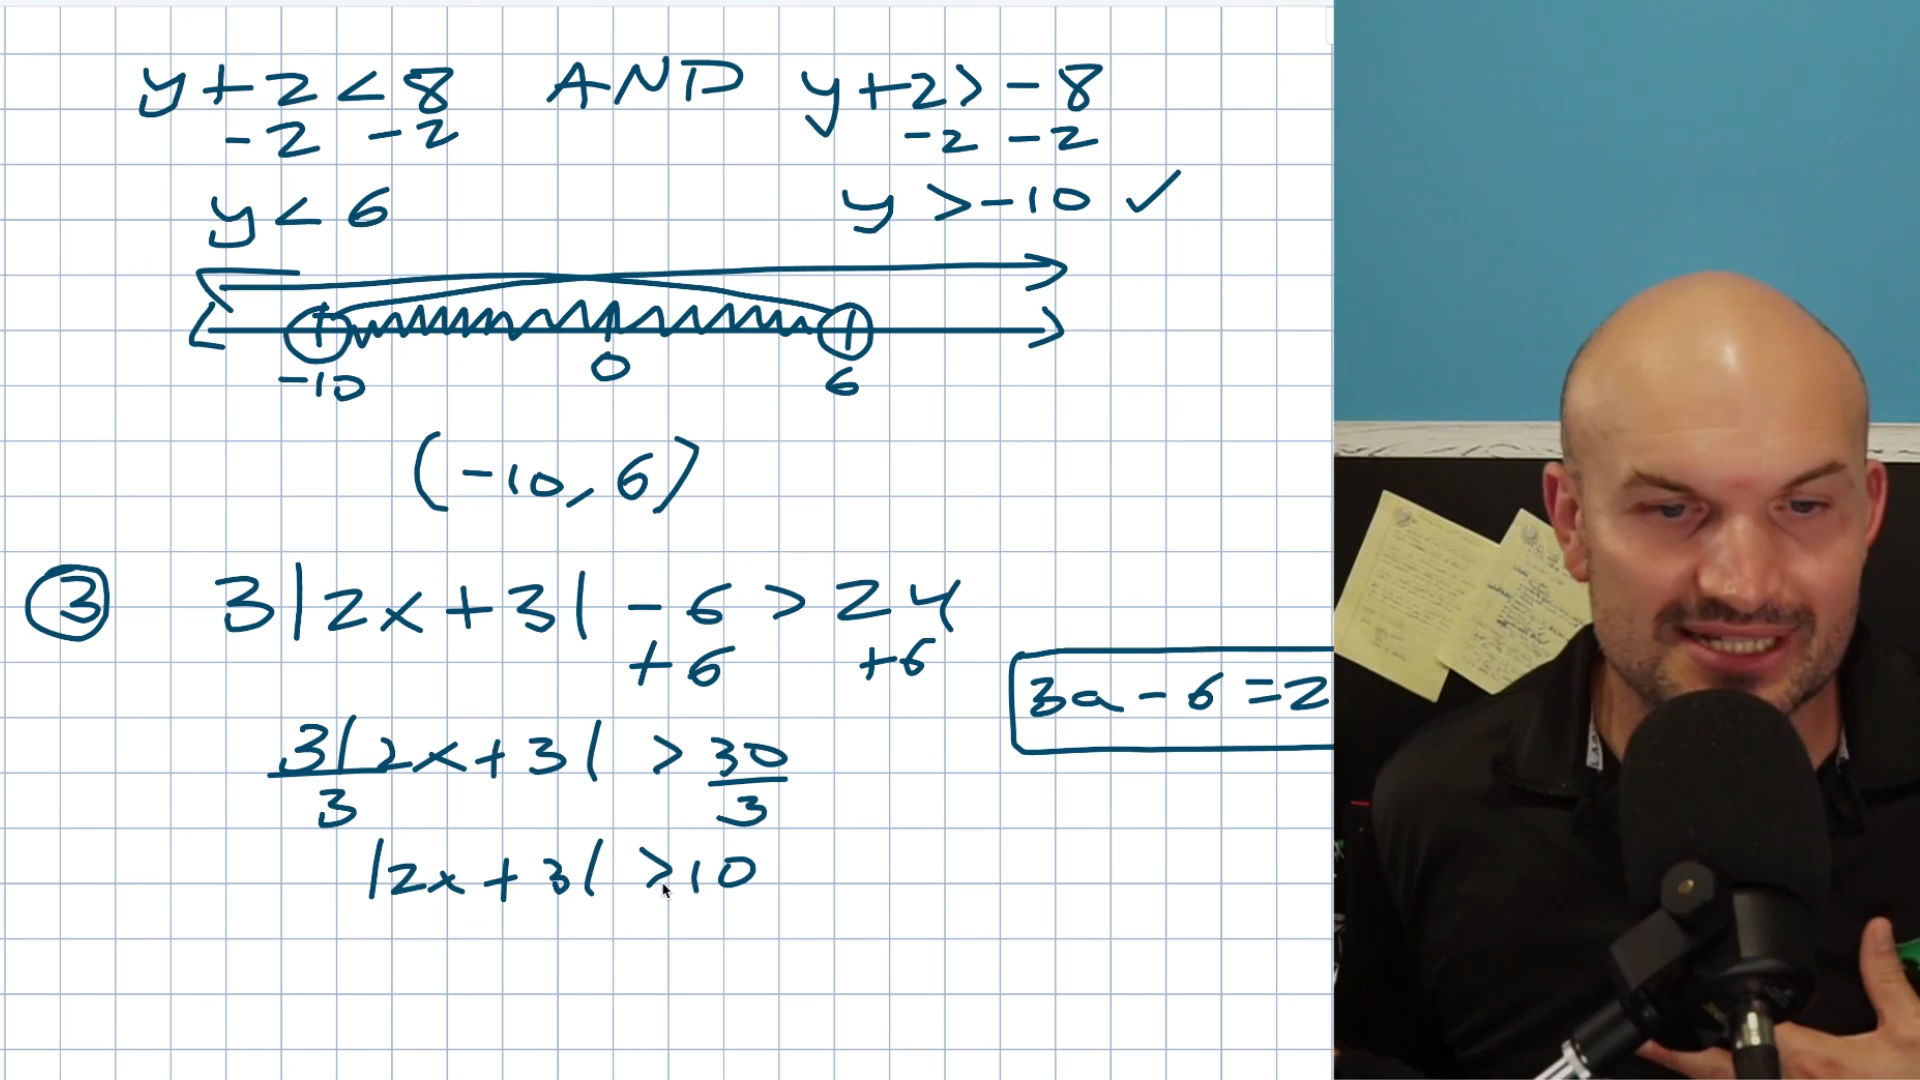 y + 2 < 8 AND y + 2 > - 8
- 2 - 2 - 2 - 2
y < 6 y > -10 ✓
-10 0 6
(-10, 6)
3 3|2x + 3| - 6 > 24
+ 6 +6
3a - 6 = 2
3|2x + 3| > 30
3 3
|2x + 3| > 10